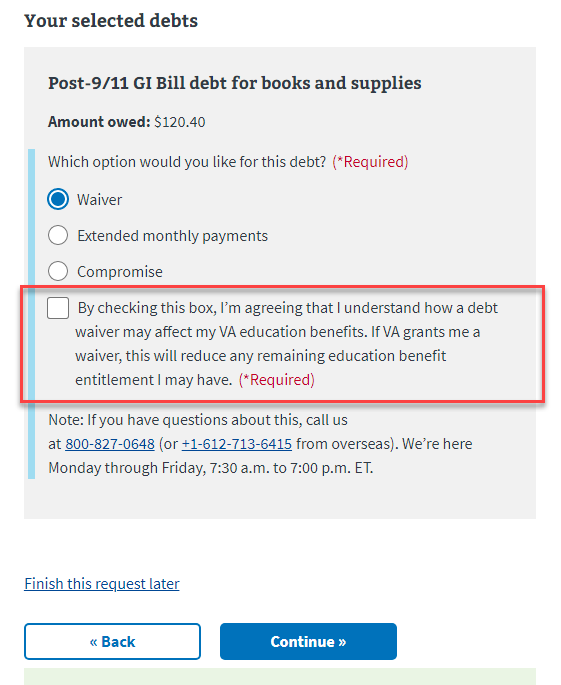 Your selected debts
Post-9/11 GI Bill debt for books and supplies
Amount owed: $120.40
Which option would you like for this debt? (*Required)
Waiver
Extended monthly payments
Compromise
By checking this box, I’m agreeing that I understand how a debt
waiver may affect my VA education benefits. If VA grants me a
waiver, this will reduce any remaining education benefit
entitlement I may have. (*Required)
Note: If you have questions about this, call us
at 800-827-0648 (or +1-612-713-6415 from overseas). We’re here
Monday through Friday, 7:30 a.m. to 7:00 p.m. ET.
Finish this request later
« Back
Continue »